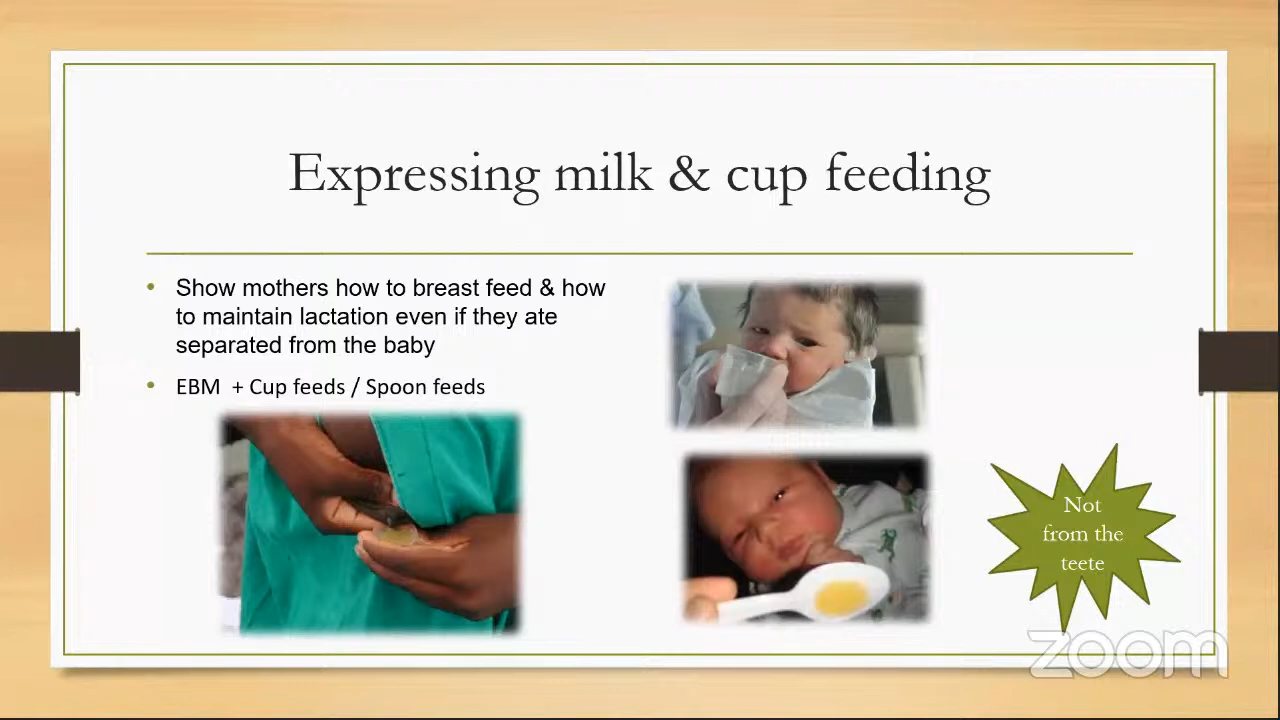 Expressing milk & cup feeding
• Show mothers how to breast feed & how
to maintain lactation even if they ate
separated from the baby
• EBM + Cup feeds / Spoon feeds
Not
from the
teete
zoom